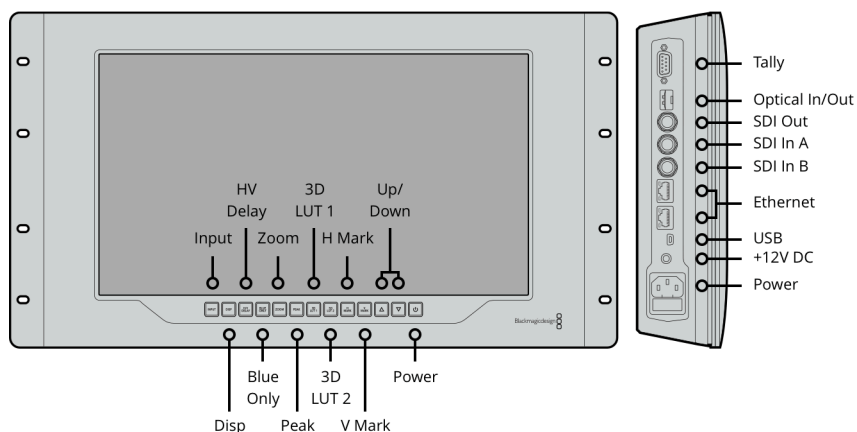 HV
Delay
3D
LUT 1
Up/
Down
Input
Zoom
H Mark
Blackmagicdesign
Blue
Only
3D
LUT 2
Power
Disp
Peak
V Mark
Tally
Optical In/Out
SDI Out
SDI In A
SDI In B
Ethernet
USB
+12V DC
Power